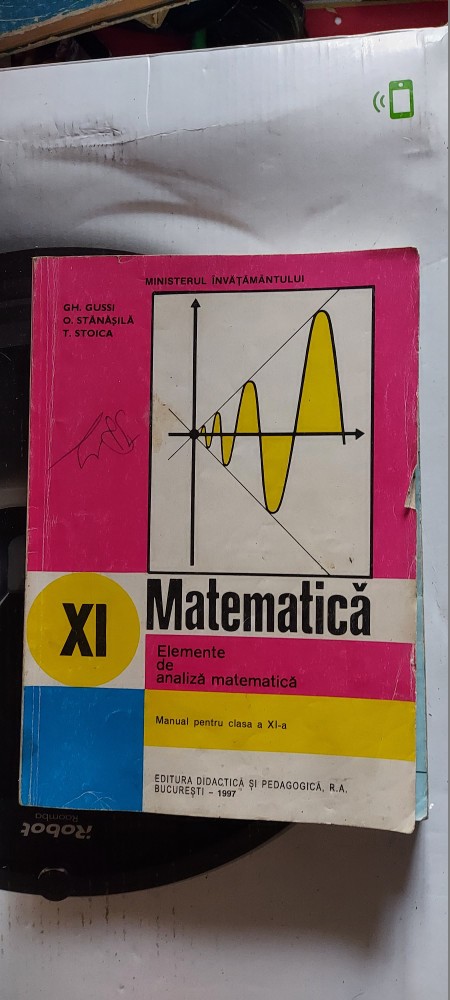 MINISTERUL ÎNVĂȚĂMÂNTULUI
GH. GUSSI
O. STĂNĂȘILĂ
T. STOICA
XI
Matematică
Elemente
de
analiză matematică
Manual pentru clasa a XI-a
EDITURA DIDACTICĂ ȘI PEDAGOGICĂ, R.A.
BUCUREȘTI – 1997
iRobot
Roomba